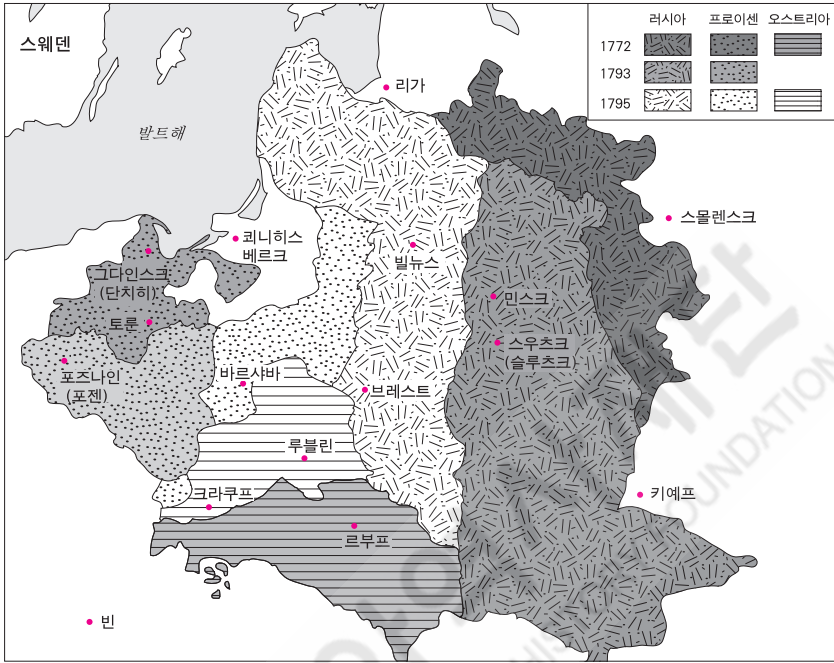 러시아 프로이센 오스트리아
1772
1793
1795
스웨덴
리가
발트해
스몰렌스크
쾨니히스
베르크
빌뉴스
그다인스크
(단치히)
민스크
토룬
스우츠크
(슬루츠크)
포즈나인
(포젠)
바르샤바
브레스트
루블린
크라쿠프
키예프
르부프
빈